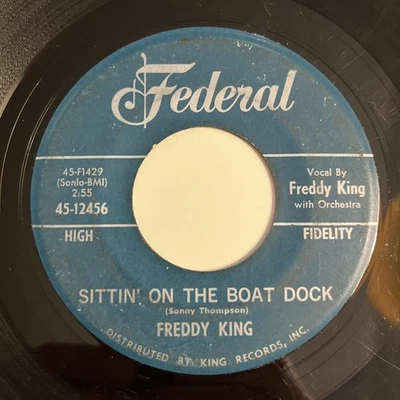 Federal
45-F1429
(Sonlo-BMI)
2:55
45-12456
HIGH
Vocal By
Freddy King
with Orchestra
FIDELITY
SITTIN' ON THE BOAT DOCK
(Sonny Thompson)
FREDDY KING
DISTRIBUTED BY KING RECORDS, INC.